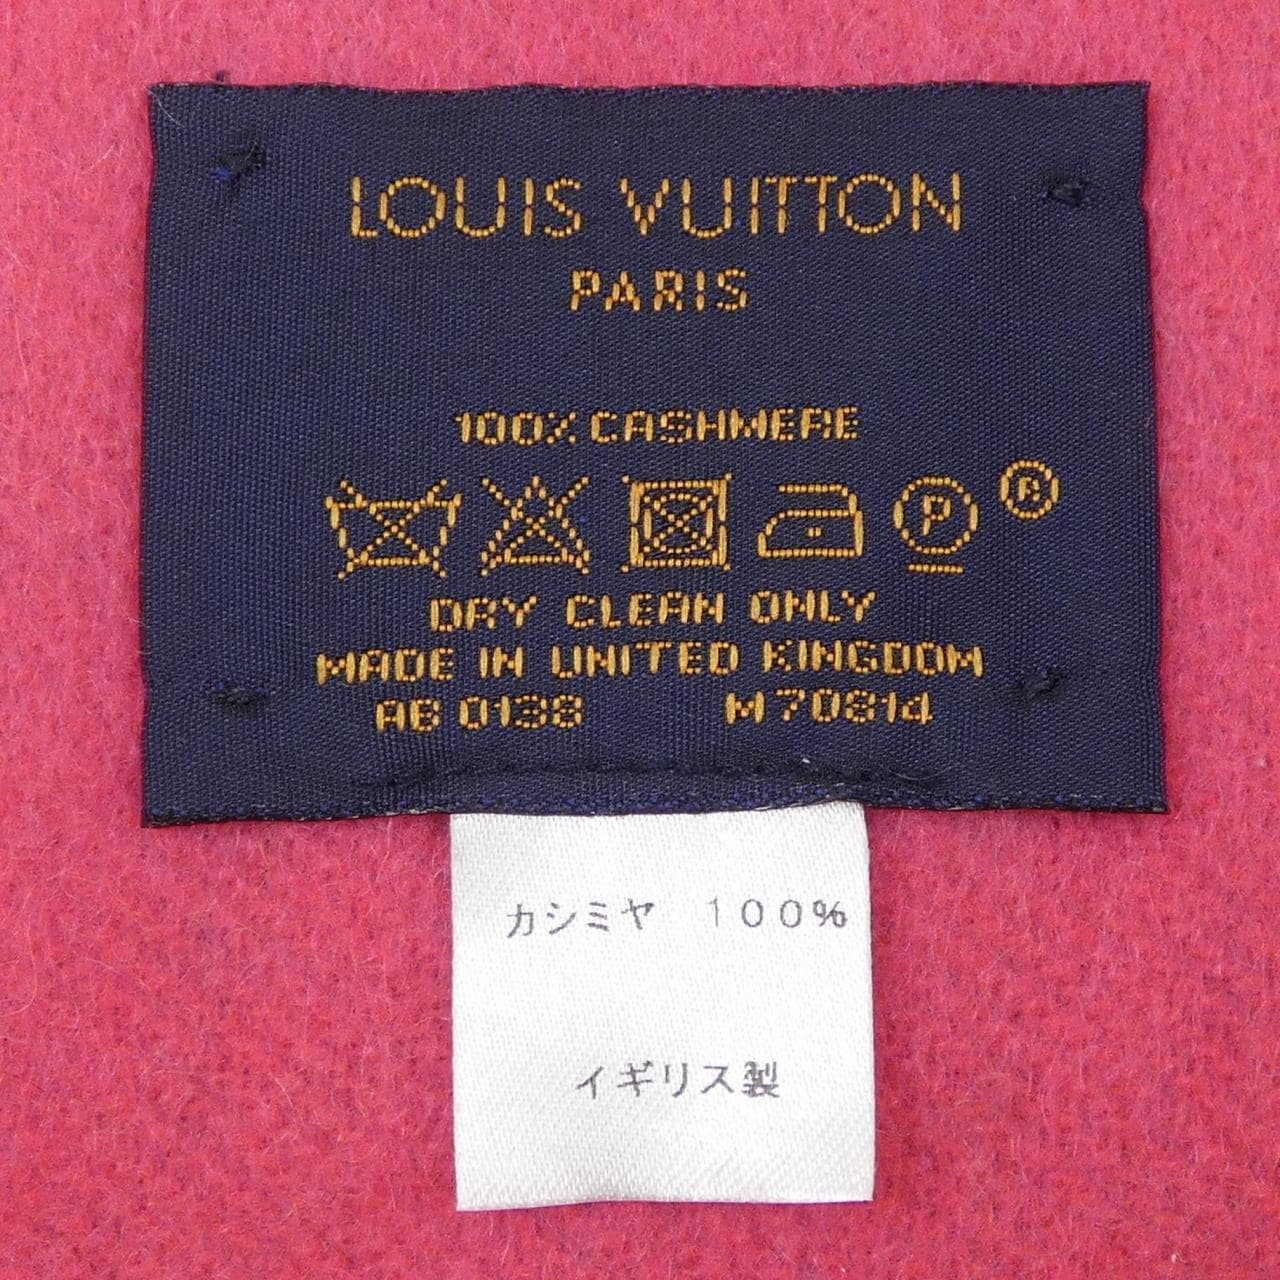 LOUIS VUITTON
PARIS
100% CASHMERE
P ®
DRY CLEAN ONLY
MADE IN UNITED KINGDOM
AB 0138 M70814
カシミヤ 100%
イギリス製